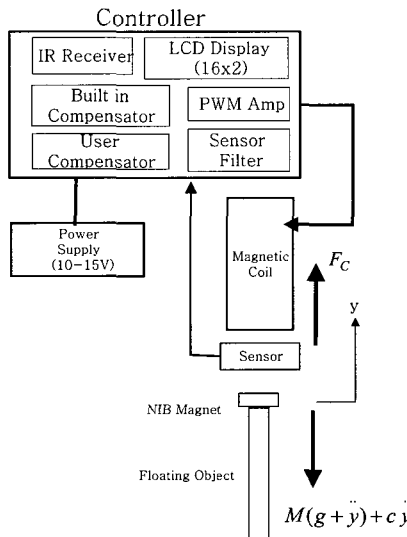 Controller
IR Receiver
LCD Display
(16x2)
Built in
Compensator
PWM Amp
User
Compensator
Sensor
Filter
Power
Supply
(10-15V)
Magnetic
Coil
F_C
y
Sensor
NIB Magnet
Floating Object
M(g + ÿ) + c ẏ